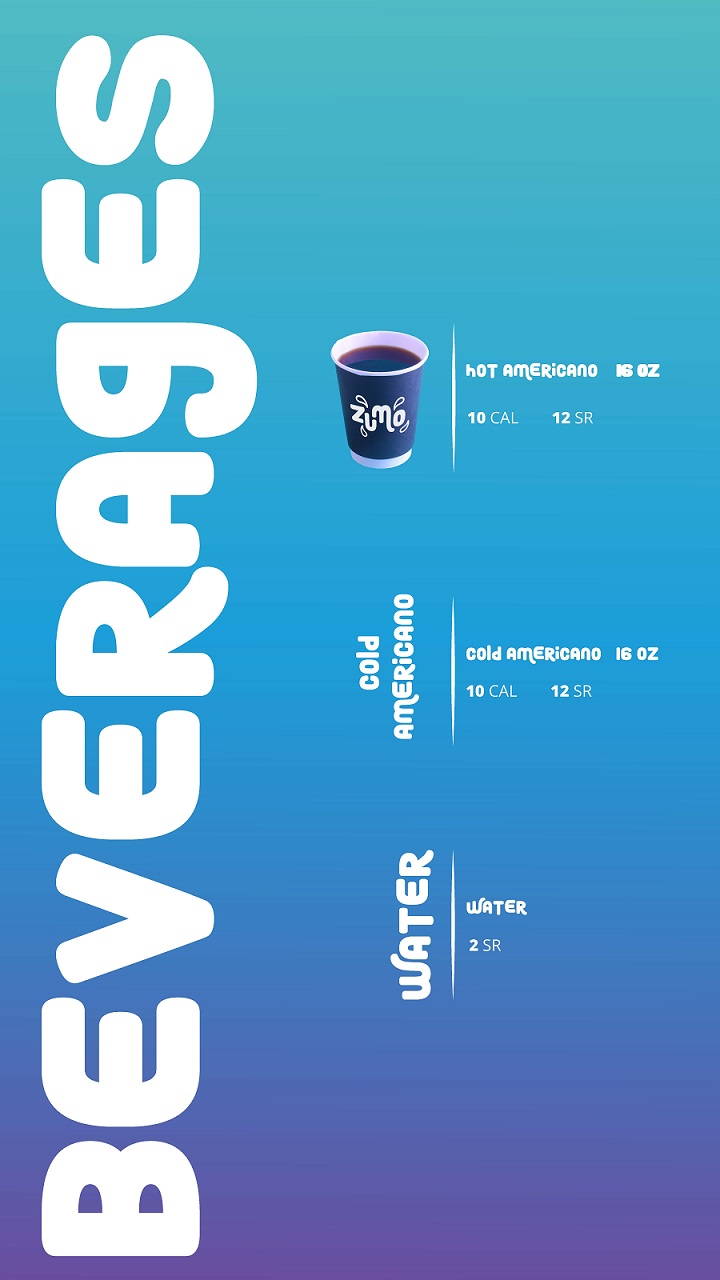 BEVERAgES
ZUMO
hOT AMERiCANO 16 OZ
10 CAL 12 SR
cold
AMERiCANO
cold AMERiCANO 16 OZ
10 CAL 12 SR
WATER
WATER
2 SR